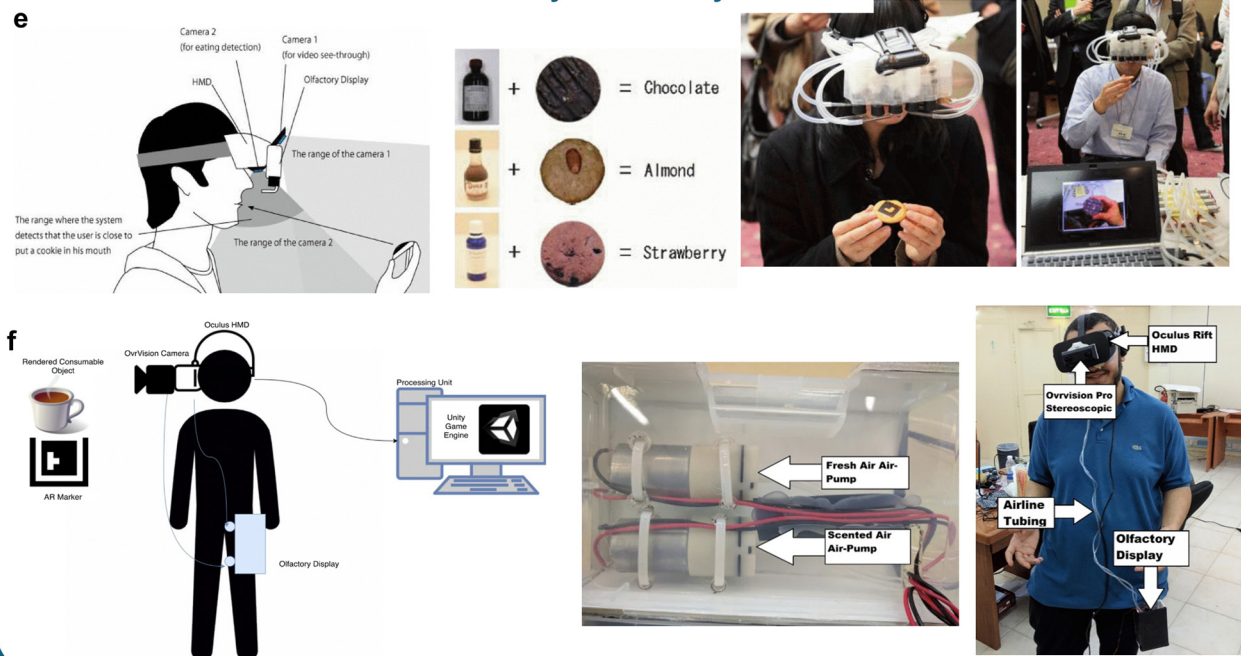 e
Camera 2
(for eating detection)
Camera 1
(for video see-through)
HMD
Olfactory Display
The range of the camera 1
The range where the system
detects that the user is close to
put a cookie in his mouth
The range of the camera 2
+ = Chocolate
+ = Almond
+ = Strawberry
f
Rendered Consumable
Object
AR Marker
Oculus HMD
OvrVision Camera
Processing Unit
Unity
Game
Engine
Olfactory Display
Fresh Air Air-
Pump
Scented Air
Air-Pump
Oculus Rift
HMD
Ovrvision Pro
Stereoscopic
Airline
Tubing
Olfactory
Display